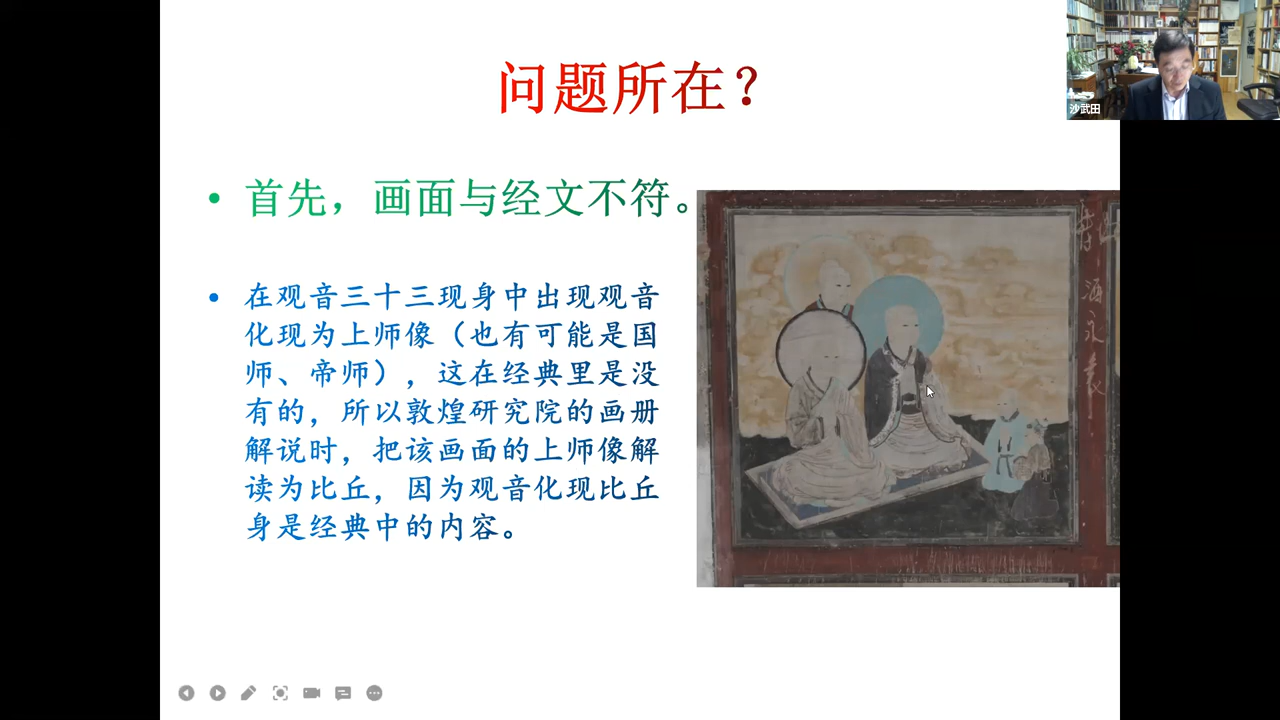 问题所在？
• 首先，画面与经文不符。
• 在观音三十三现身中出现观音
化现为上师像（也有可能是国
师、帝师），这在经典里是没
有的，所以敦煌研究院的画册
解说时，把该画面的上师像解
读为比丘，因为观音化现比丘
身是经典中的内容。
沙武田